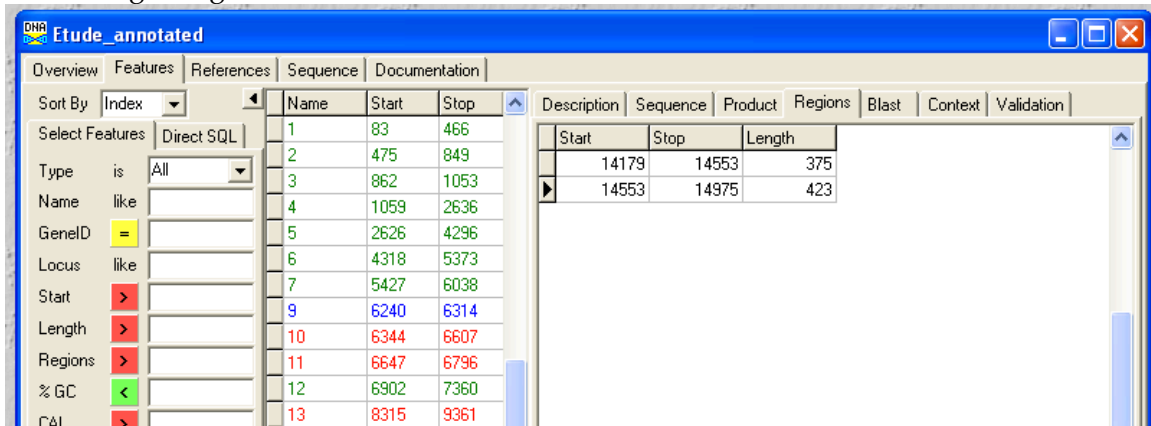 DNA Etude_annotated
Overview Features References Sequence Documentation
Sort By Index
Select Features Direct SQL
Type is All
Name like
GeneID =
Locus like
Start >
Length >
Regions >
% GC <
CAI >
Name Start Stop
1 83 466
2 475 849
3 862 1053
4 1059 2636
5 2626 4296
6 4318 5373
7 5427 6038
9 6240 6314
10 6344 6607
11 6647 6796
12 6902 7360
13 8315 9361
Description Sequence Product Regions Blast Context Validation
Start Stop Length
14179 14553 375
14553 14975 423